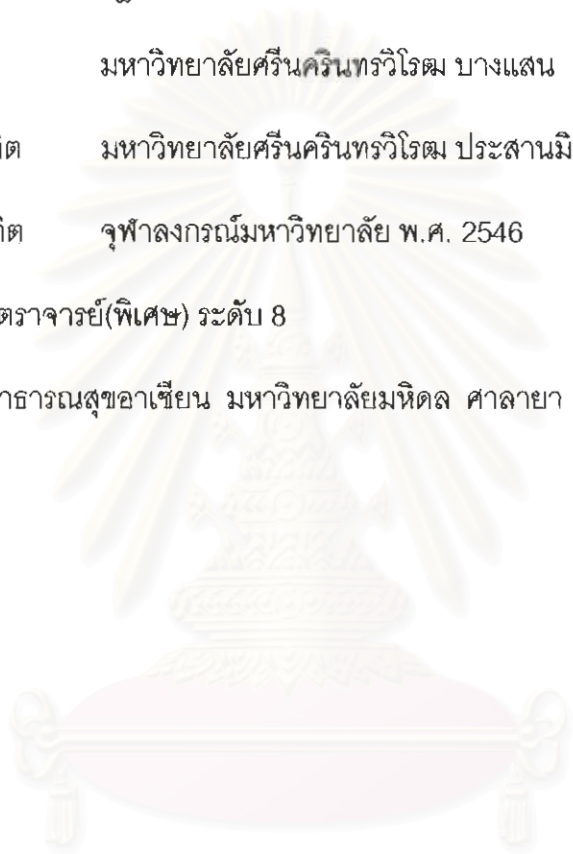 มหาวิทยาลัยศรีนครินทรวิโรฒ บางแสน
ิต มหาวิทยาลัยศรีนครินทรวิโรฒ ประสานมิ
ิต จุฬาลงกรณ์มหาวิทยาลัย พ.ศ. 2546
ตราจารย์(พิเศษ) ระดับ 8
าธารณสุขอาเซียน มหาวิทยาลัยมหิดล ศาลายา